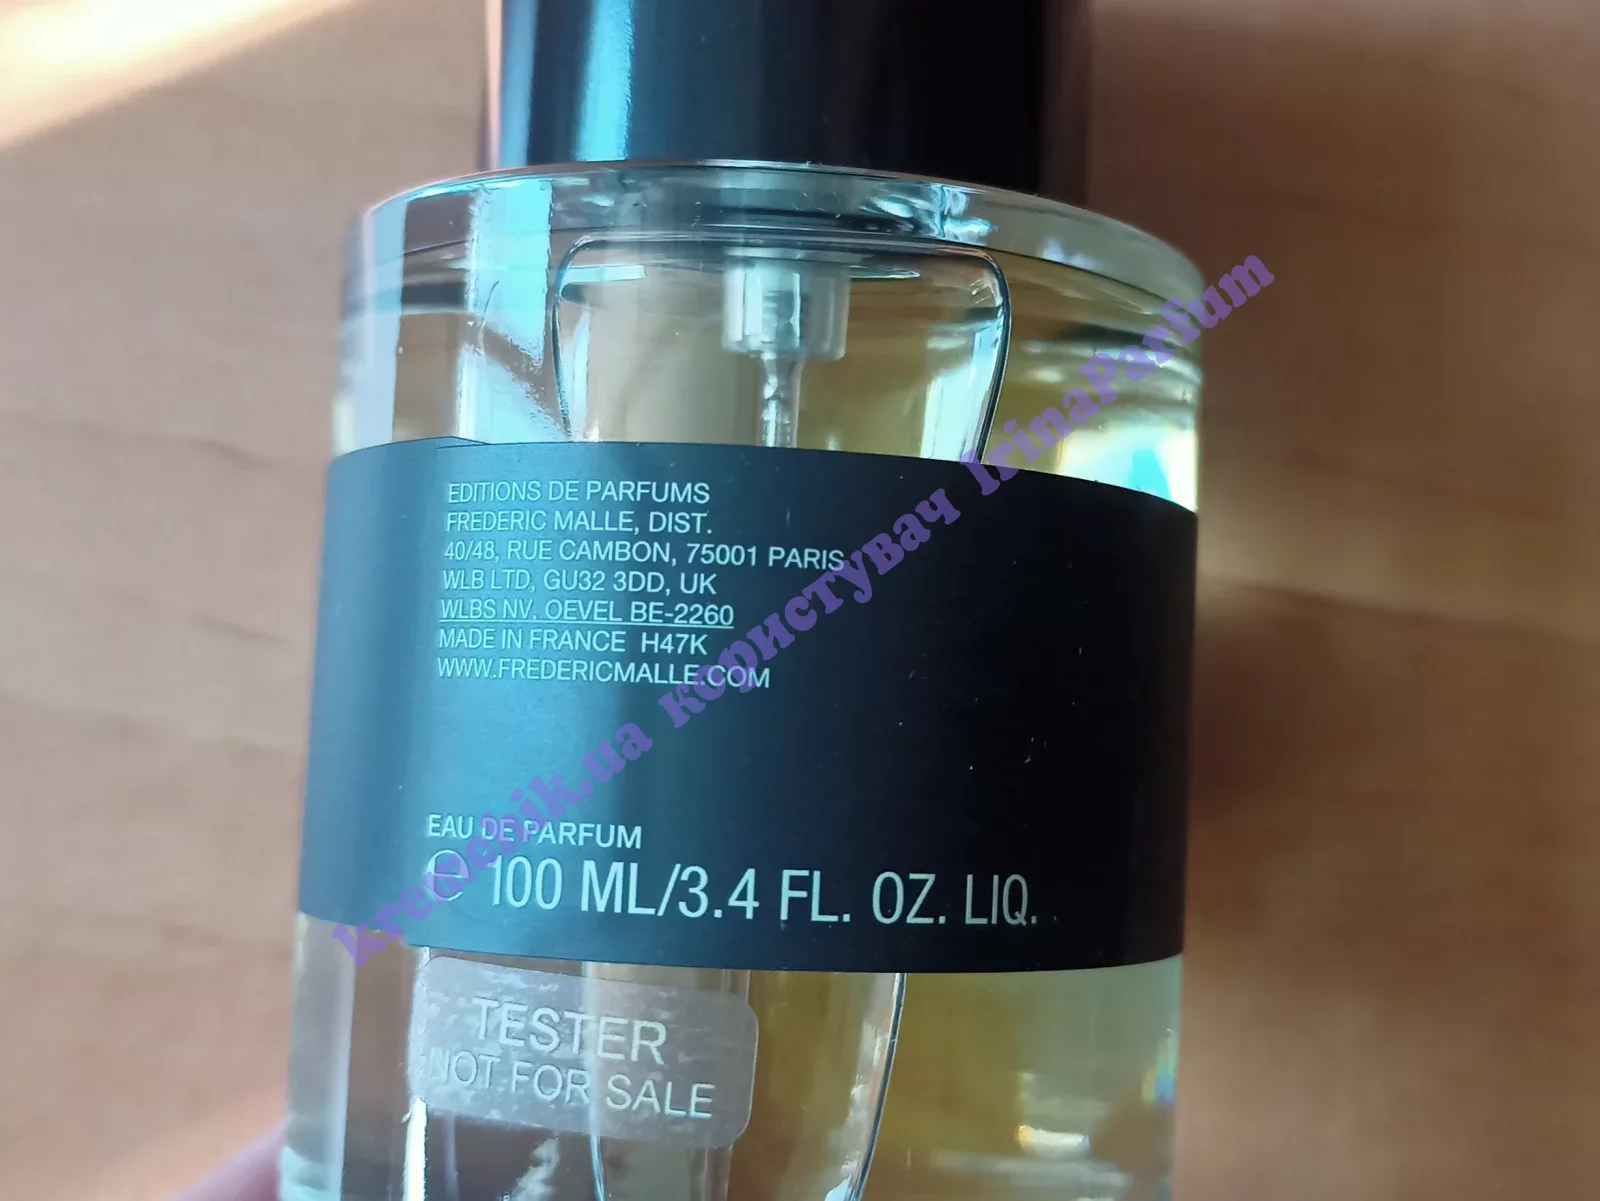 EDITIONS DE PARFUMS
FREDERIC MALLE, DIST.
40/48, RUE CAMBON, 75001 PARIS
WLB LTD, GU32 3DD, UK
WLBS NV, OEVEL BE-2260
MADE IN FRANCE H47K
WWW.FREDERICMALLE.COM
EAU DE PARFUM
℮ 100 ML/3.4 FL. OZ. LIQ.
TESTER
NOT FOR SALE
kremenik.ua користувач IrinaParfum